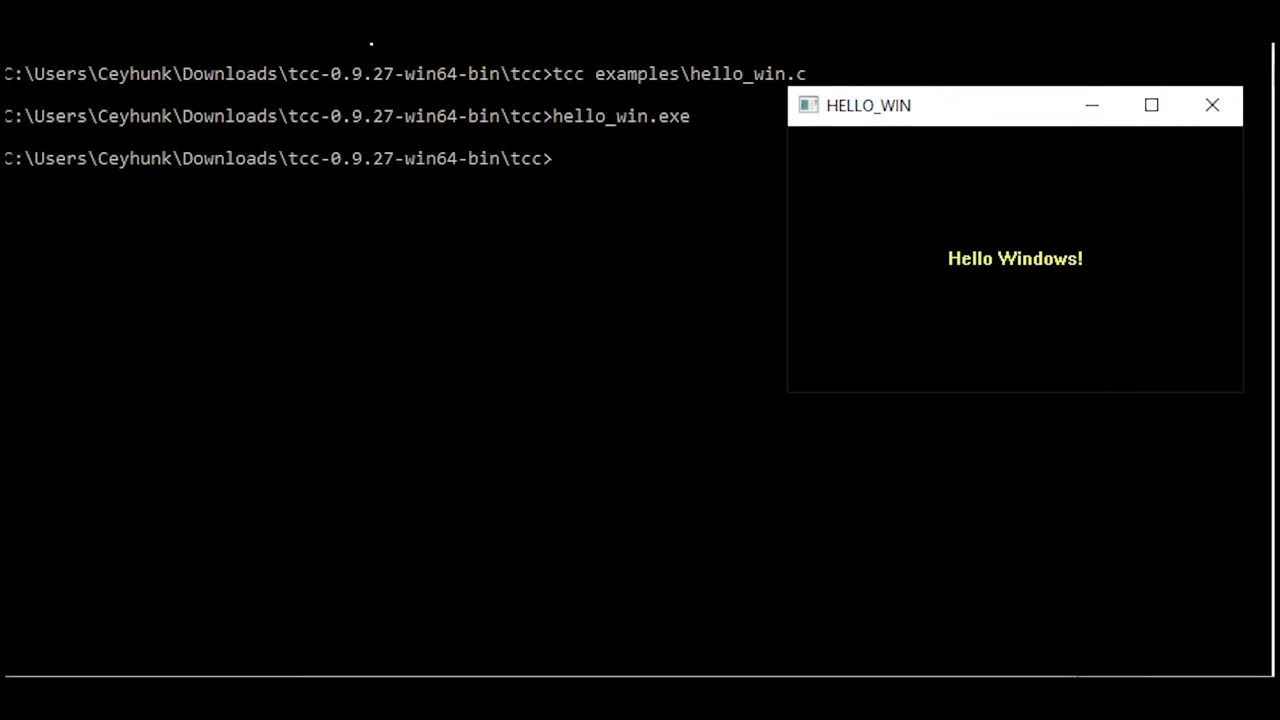 C:\Users\Ceyhunk\Downloads\tcc-0.9.27-win64-bin\tcc>tcc examples\hello_win.c
C:\Users\Ceyhunk\Downloads\tcc-0.9.27-win64-bin\tcc>hello_win.exe
C:\Users\Ceyhunk\Downloads\tcc-0.9.27-win64-bin\tcc>
HELLO_WIN
Hello Windows!